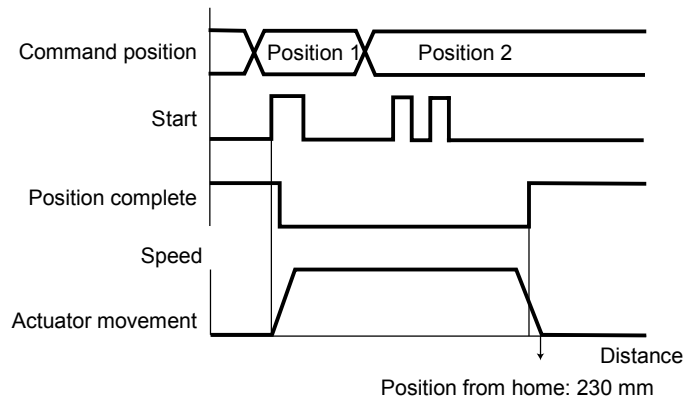 Command position
Position 1
Position 2
Start
Position complete
Speed
Actuator movement
Distance
Position from home: 230 mm